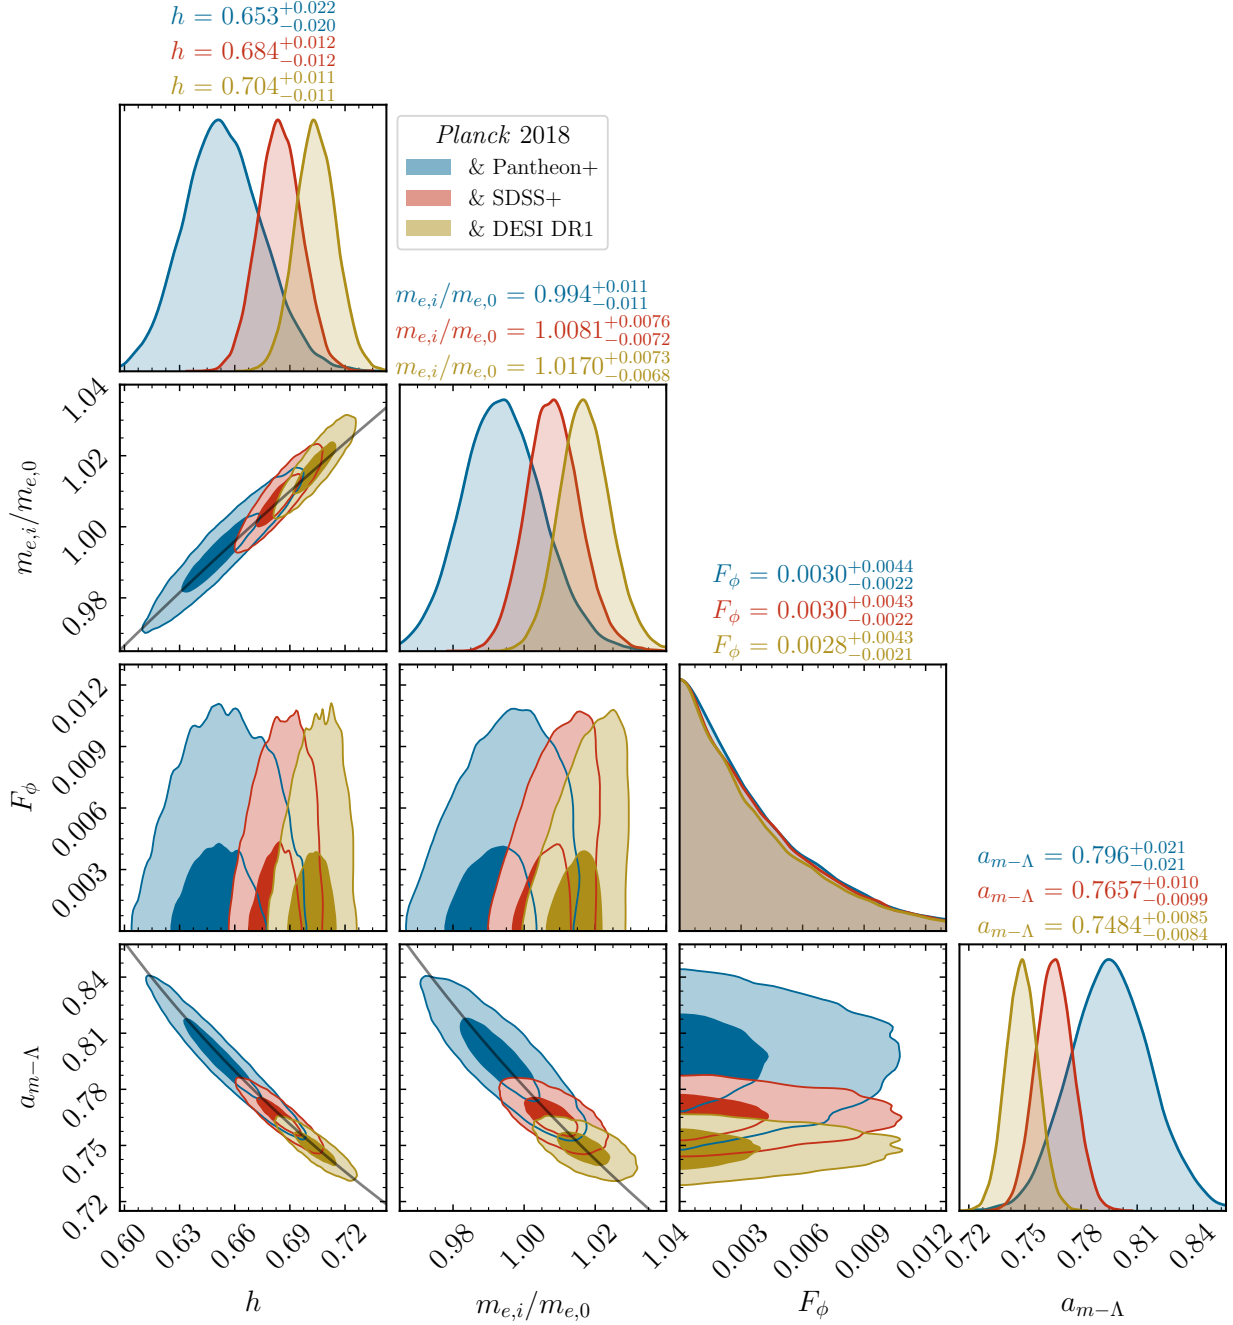 h = 0.653^{+0.022}_{-0.020}
h = 0.684^{+0.012}_{-0.012}
h = 0.704^{+0.011}_{-0.011}
Planck 2018
& Pantheon+
& SDSS+
& DESI DR1
m_{e,i}/m_{e,0} = 0.994^{+0.011}_{-0.011}
m_{e,i}/m_{e,0} = 1.0081^{+0.0076}_{-0.0072}
m_{e,i}/m_{e,0} = 1.0170^{+0.0073}_{-0.0068}
1.04
1.02
1.00
0.98
m_{e,i}/m_{e,0}
F_ϕ = 0.0030^{+0.0044}_{-0.0022}
F_ϕ = 0.0030^{+0.0043}_{-0.0022}
F_ϕ = 0.0028^{+0.0043}_{-0.0021}
0.012
0.009
0.006
0.003
F_ϕ
a_{m−Λ} = 0.796^{+0.021}_{-0.021}
a_{m−Λ} = 0.7657^{+0.010}_{-0.0099}
a_{m−Λ} = 0.7484^{+0.0085}_{-0.0084}
0.84
0.81
0.78
0.75
0.72
a_{m−Λ}
0.60 0.63 0.66 0.69 0.72
0.98 1.00 1.02 1.04
0.003 0.006 0.009 0.012
0.72 0.75 0.78 0.81 0.84
h
m_{e,i}/m_{e,0}
F_ϕ
a_{m−Λ}